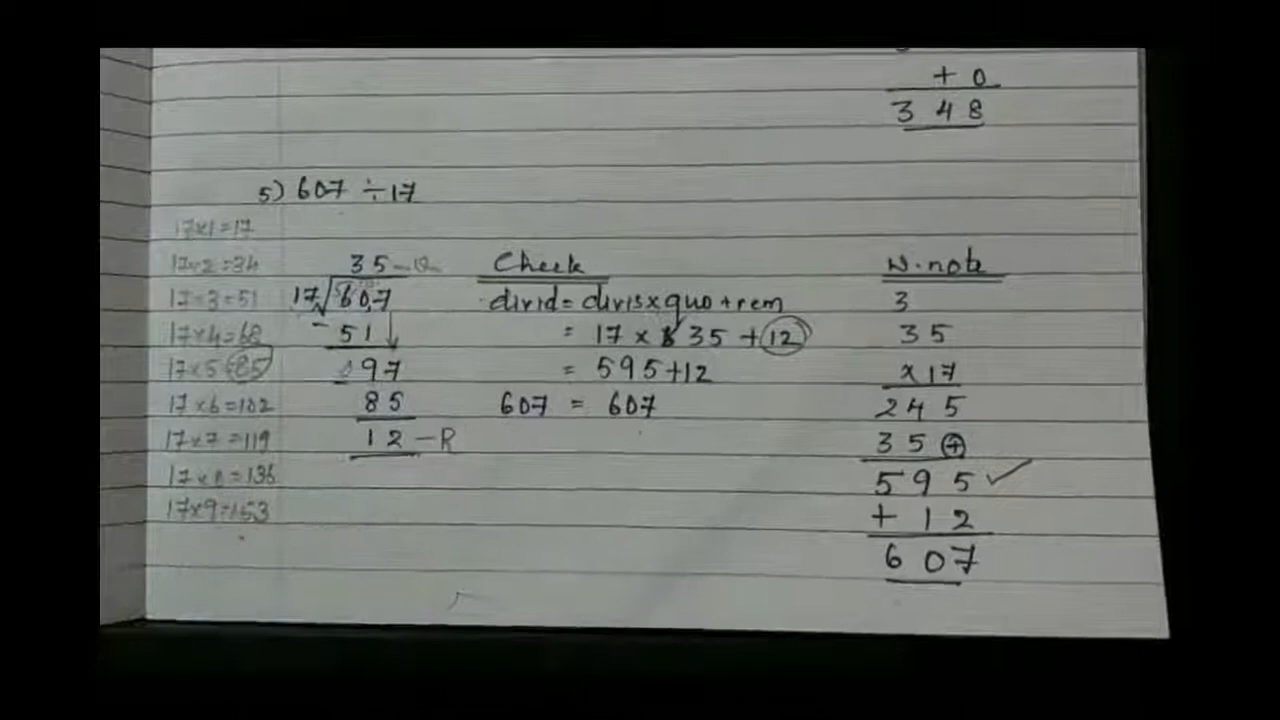 + 0
3 4 8
5) 607 ÷ 17
17×1=17
17×2=34
17×3=51
17×4=68
17×5=85
17×6=102
17×7=119
17×8=136
17×9=153
35 – Q
17√607
- 51
097
- 85
12 – R
Check
divid = divis × quo + rem
= 17 × 35 + 12
= 595 + 12
607 = 607
W. note
3
35
×17
245
35+
595 ✓
+ 12
607